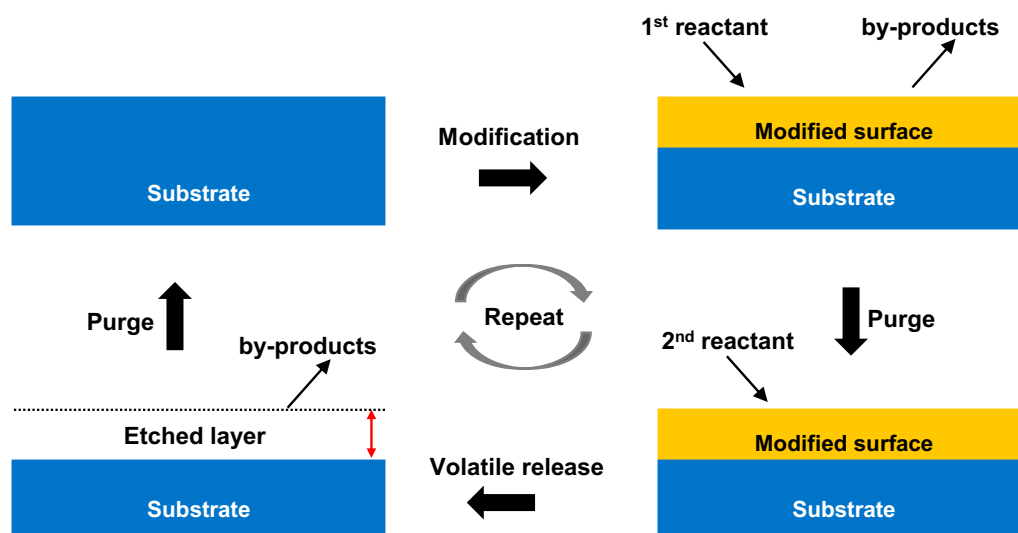 1st reactant
by-products
Modification
Modified surface
Substrate
Substrate
Purge
Repeat
Purge
2nd reactant
by-products
Etched layer
Modified surface
Volatile release
Substrate
Substrate